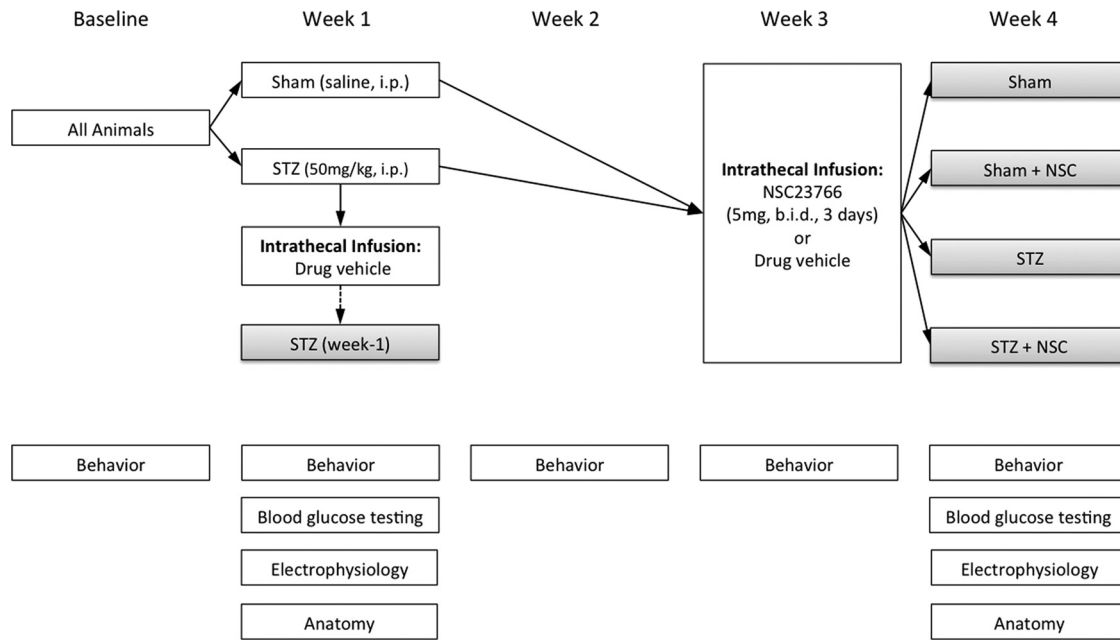 Baseline
Week 1
Week 2
Week 3
Week 4
All Animals
Sham (saline, i.p.)
STZ (50mg/kg, i.p.)
Intrathecal Infusion:
Drug vehicle
STZ (week-1)
Intrathecal Infusion:
NSC23766
(5mg, b.i.d., 3 days)
or
Drug vehicle
Sham
Sham + NSC
STZ
STZ + NSC
Behavior
Behavior
Behavior
Behavior
Behavior
Blood glucose testing
Blood glucose testing
Electrophysiology
Electrophysiology
Anatomy
Anatomy